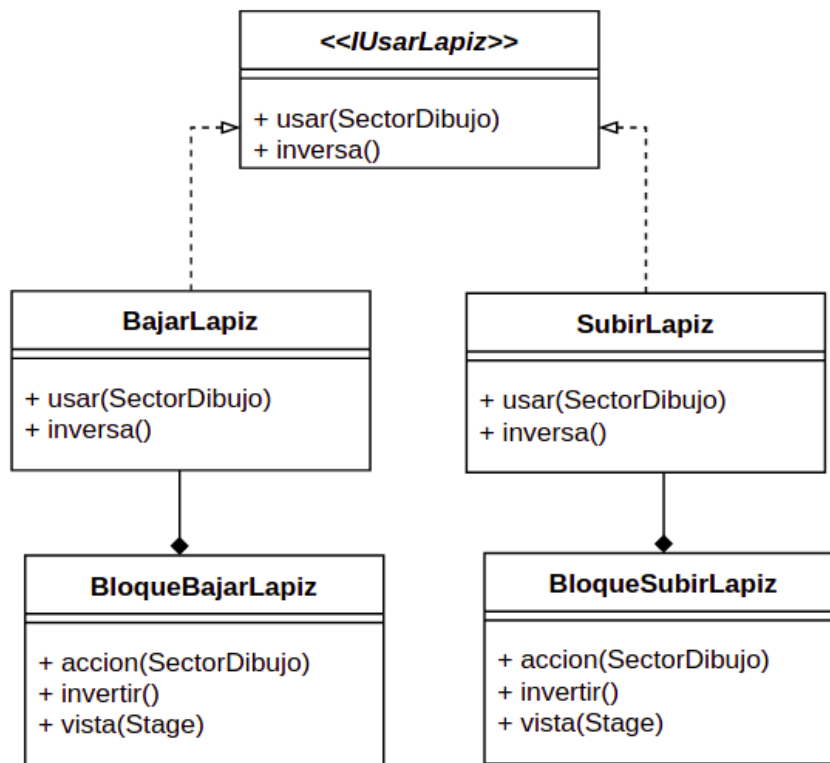 <<IUsarLapiz>>
+ usar(SectorDibujo)
+ inversa()
BajarLapiz
+ usar(SectorDibujo)
+ inversa()
SubirLapiz
+ usar(SectorDibujo)
+ inversa()
BloqueBajarLapiz
+ accion(SectorDibujo)
+ invertir()
+ vista(Stage)
BloqueSubirLapiz
+ accion(SectorDibujo)
+ invertir()
+ vista(Stage)